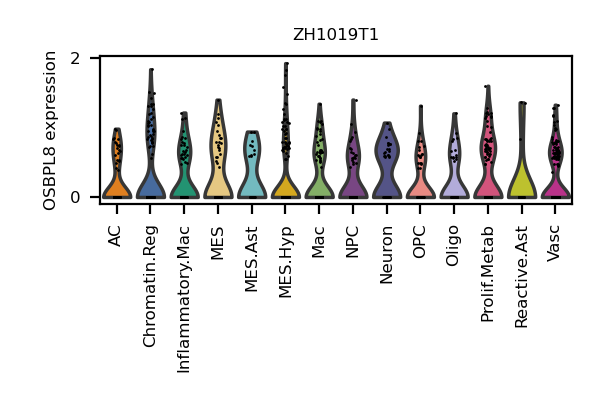 ZH1019T1
OSBPL8 expression
2
0
AC
Chromatin.Reg
Inflammatory.Mac
MES
MES.Ast
MES.Hyp
Mac
NPC
Neuron
OPC
Oligo
Prolif.Metab
Reactive.Ast
Vasc